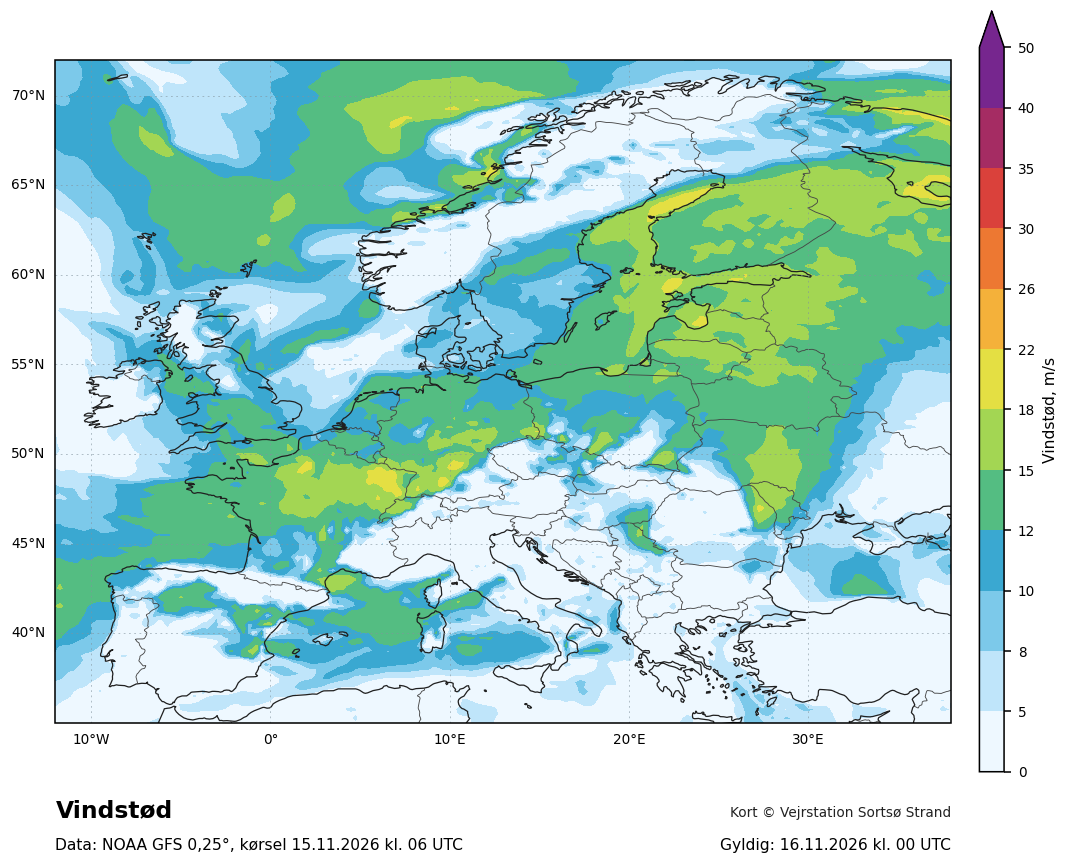 50
40
35
30
26
22
18
15
12
10
8
5
0
Vindstød, m/s
70°N
65°N
60°N
55°N
50°N
45°N
40°N
10°W 0° 10°E 20°E 30°E
Vindstød
Kort © Vejrstation Sortsø Strand
Data: NOAA GFS 0,25°, kørsel 15.11.2026 kl. 06 UTC
Gyldig: 16.11.2026 kl. 00 UTC